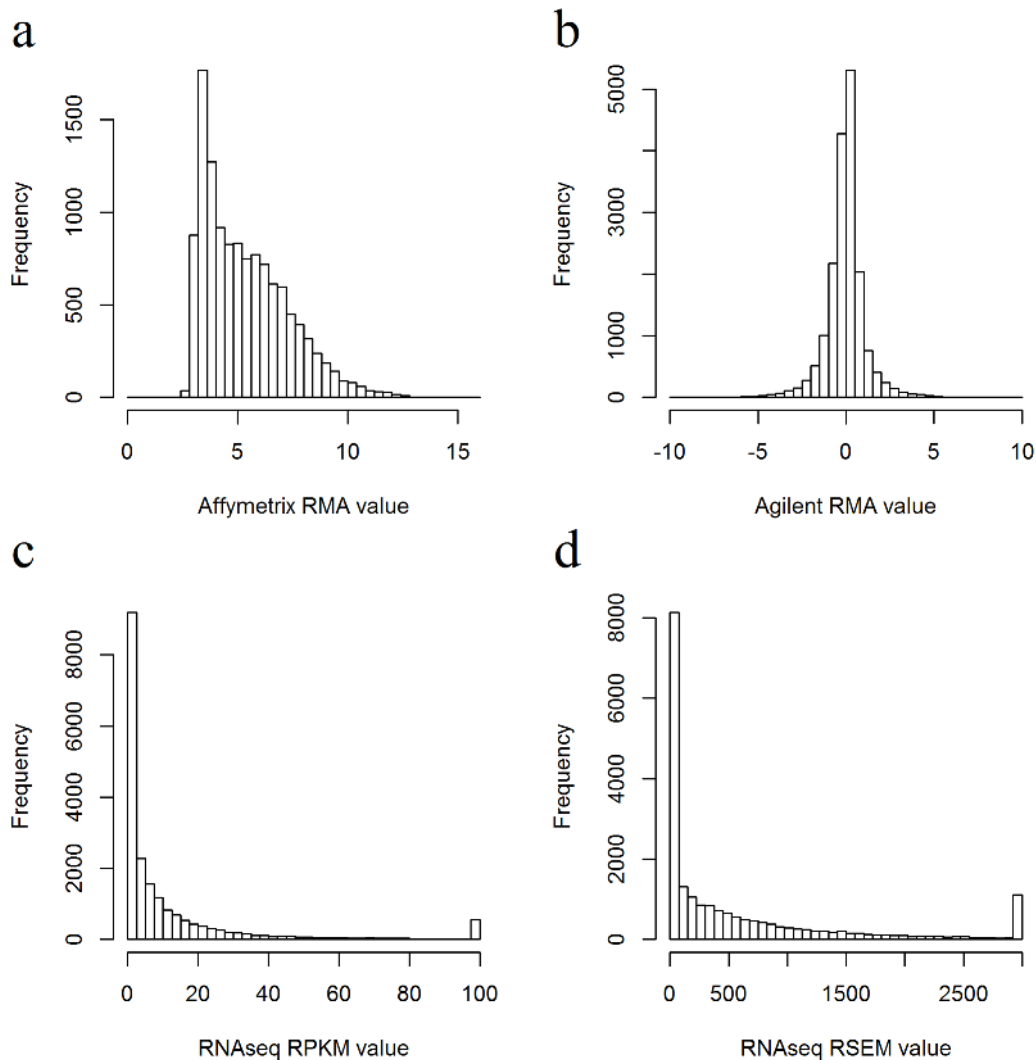 a
Frequency
0 500 1000 1500
0 5 10 15
Affymetrix RMA value
b
Frequency
0 1000 3000 5000
-10 -5 0 5 10
Agilent RMA value
c
Frequency
0 2000 4000 6000 8000
0 20 40 60 80 100
RNAseq RPKM value
d
Frequency
0 2000 4000 6000 8000
0 500 1500 2500
RNAseq RSEM value